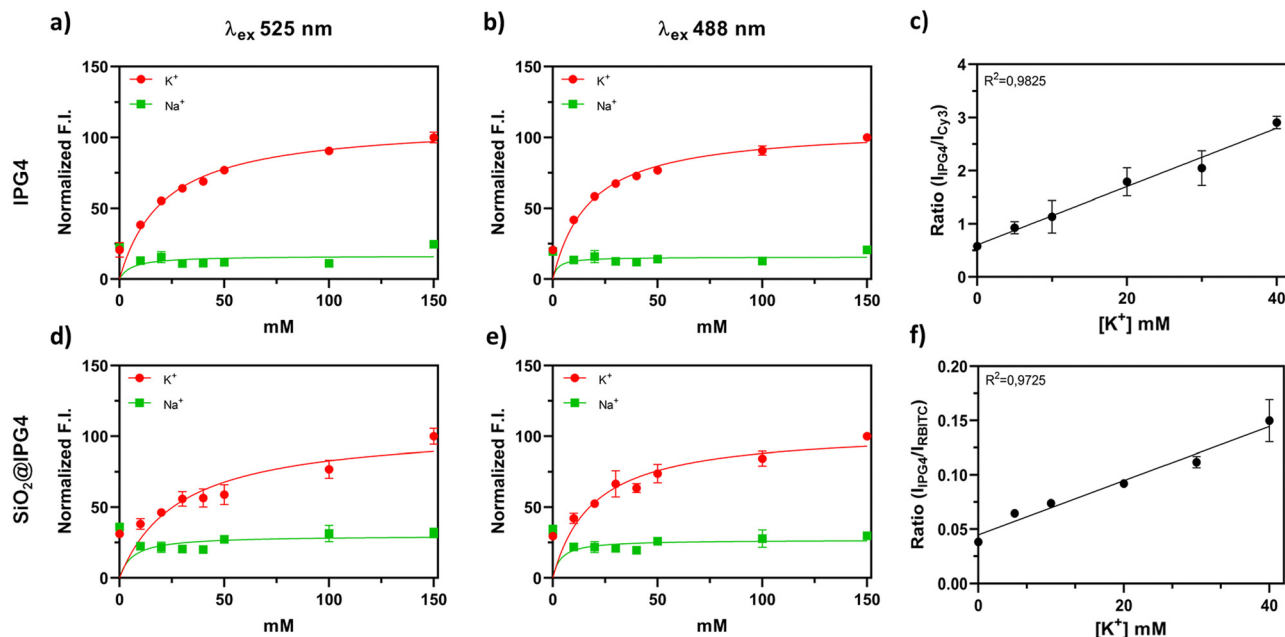 a)
λex 525 nm
b)
λex 488 nm
c)
IPG4
Normalized F.I.
150
100
50
0
K+
Na+
0
50
100
150
mM
Normalized F.I.
150
100
50
0
K+
Na+
0
50
100
150
mM
Ratio (IIPG4/ICy3)
4
3
2
1
0
R2=0,9825
0
20
40
[K+] mM
d)
e)
f)
SiO2@IPG4
Normalized F.I.
150
100
50
0
K+
Na+
0
50
100
150
mM
Normalized F.I.
150
100
50
0
K+
Na+
0
50
100
150
mM
Ratio (IIPG4/IRBITC)
0.20
0.15
0.10
0.05
0.00
R2=0,9725
0
20
40
[K+] mM